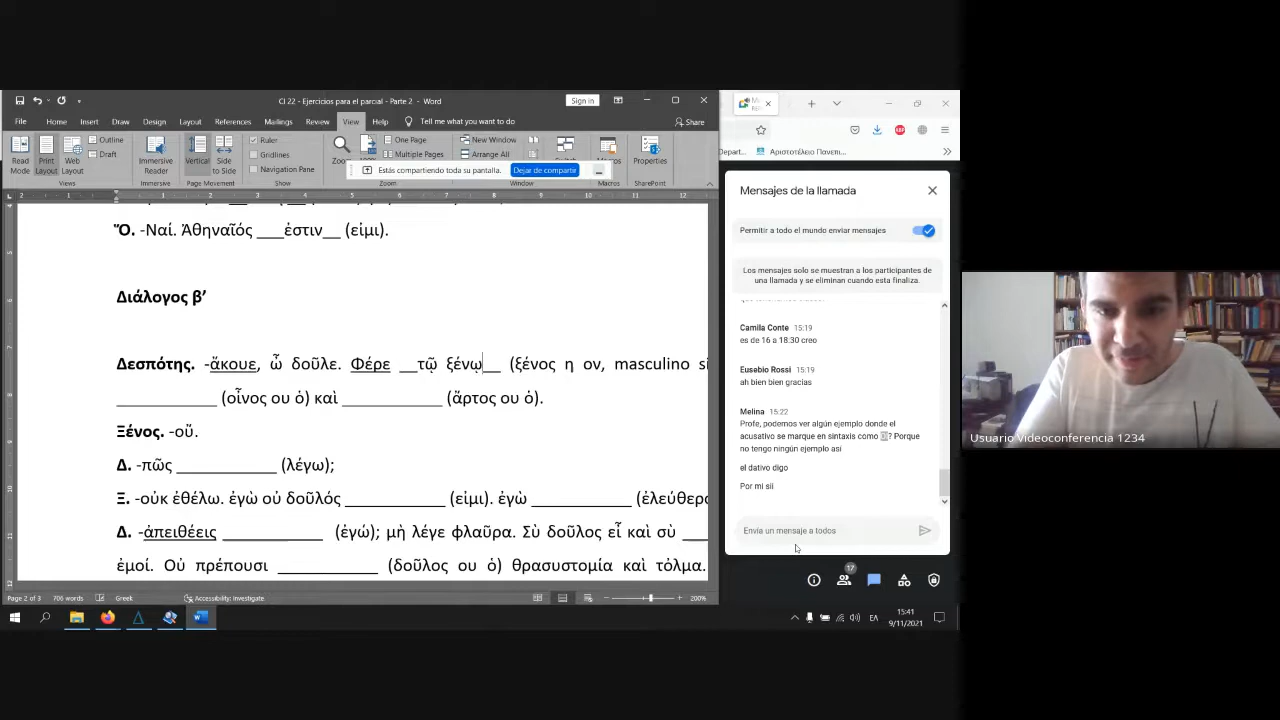 CI 22 - Ejercicios para el parcial - Parte 2 - Word
Sign in
File Home Insert Draw Design Layout References Mailings Review View Help Tell me what you want to do Share
Read Mode
Print Layout
Web Layout
Outline
Draft
Views
Immersive Reader
Immersive
Vertical
Side to Side
Page Movement
Ruler
Gridlines
Navigation Pane
Show
Zoom
One Page
Multiple Pages
Zoom
New Window
Arrange All
Window
Macros
Macros
Properties
SharePoint
Estás compartiendo toda su pantalla. Dejar de compartir
Ὅ. -Ναί. Ἀθηναῖός ___ἐστιν__ (εἰμι).
Διάλογος β’
Δεσπότης. -ἄκουε, ὦ δοῦλε. Φέρε __τῷ ξένῳ__ (ξένος η ον, masculino si
____________ (οἶνος ου ὁ) καὶ ____________ (ἄρτος ου ὁ).
Ξένος. -οὔ.
Δ. -πῶς ____________ (λέγω);
Ξ. -οὐκ ἐθέλω. ἐγὼ οὐ δοῦλός ____________ (εἰμι). ἐγὼ ____________ (ἐλεύθερο
Δ. -ἀπειθέεις ____________ (ἐγώ); μὴ λέγε φλαῦρα. Σὺ δοῦλος εἶ καὶ σὺ ___
ἐμοί. Οὐ πρέπουσι ____________ (δοῦλος ου ὁ) θρασυστομία καὶ τόλμα.
Page 2 of 3 706 words Greek Accessibility: Investigate 200%
Αριστοτέλειο Πανεπι...
Mensajes de la llamada
Permitir a todo el mundo enviar mensajes
Los mensajes solo se muestran a los participantes de
una llamada y se eliminan cuando esta finaliza.
Camila Conte 15:19
es de 16 a 18:30 creo
Eusebio Rossi 15:19
ah bien bien gracias
Melina 15:22
Profe, podemos ver algún ejemplo donde el
acusativo se marque en sintaxis como
? Porque
no tengo ningún ejemplo así
el dativo digo
Por mi sii
Envía un mensaje a todos
17
15:41
9/11/2021
ΕΛ
Usuario Videoconferencia 1234